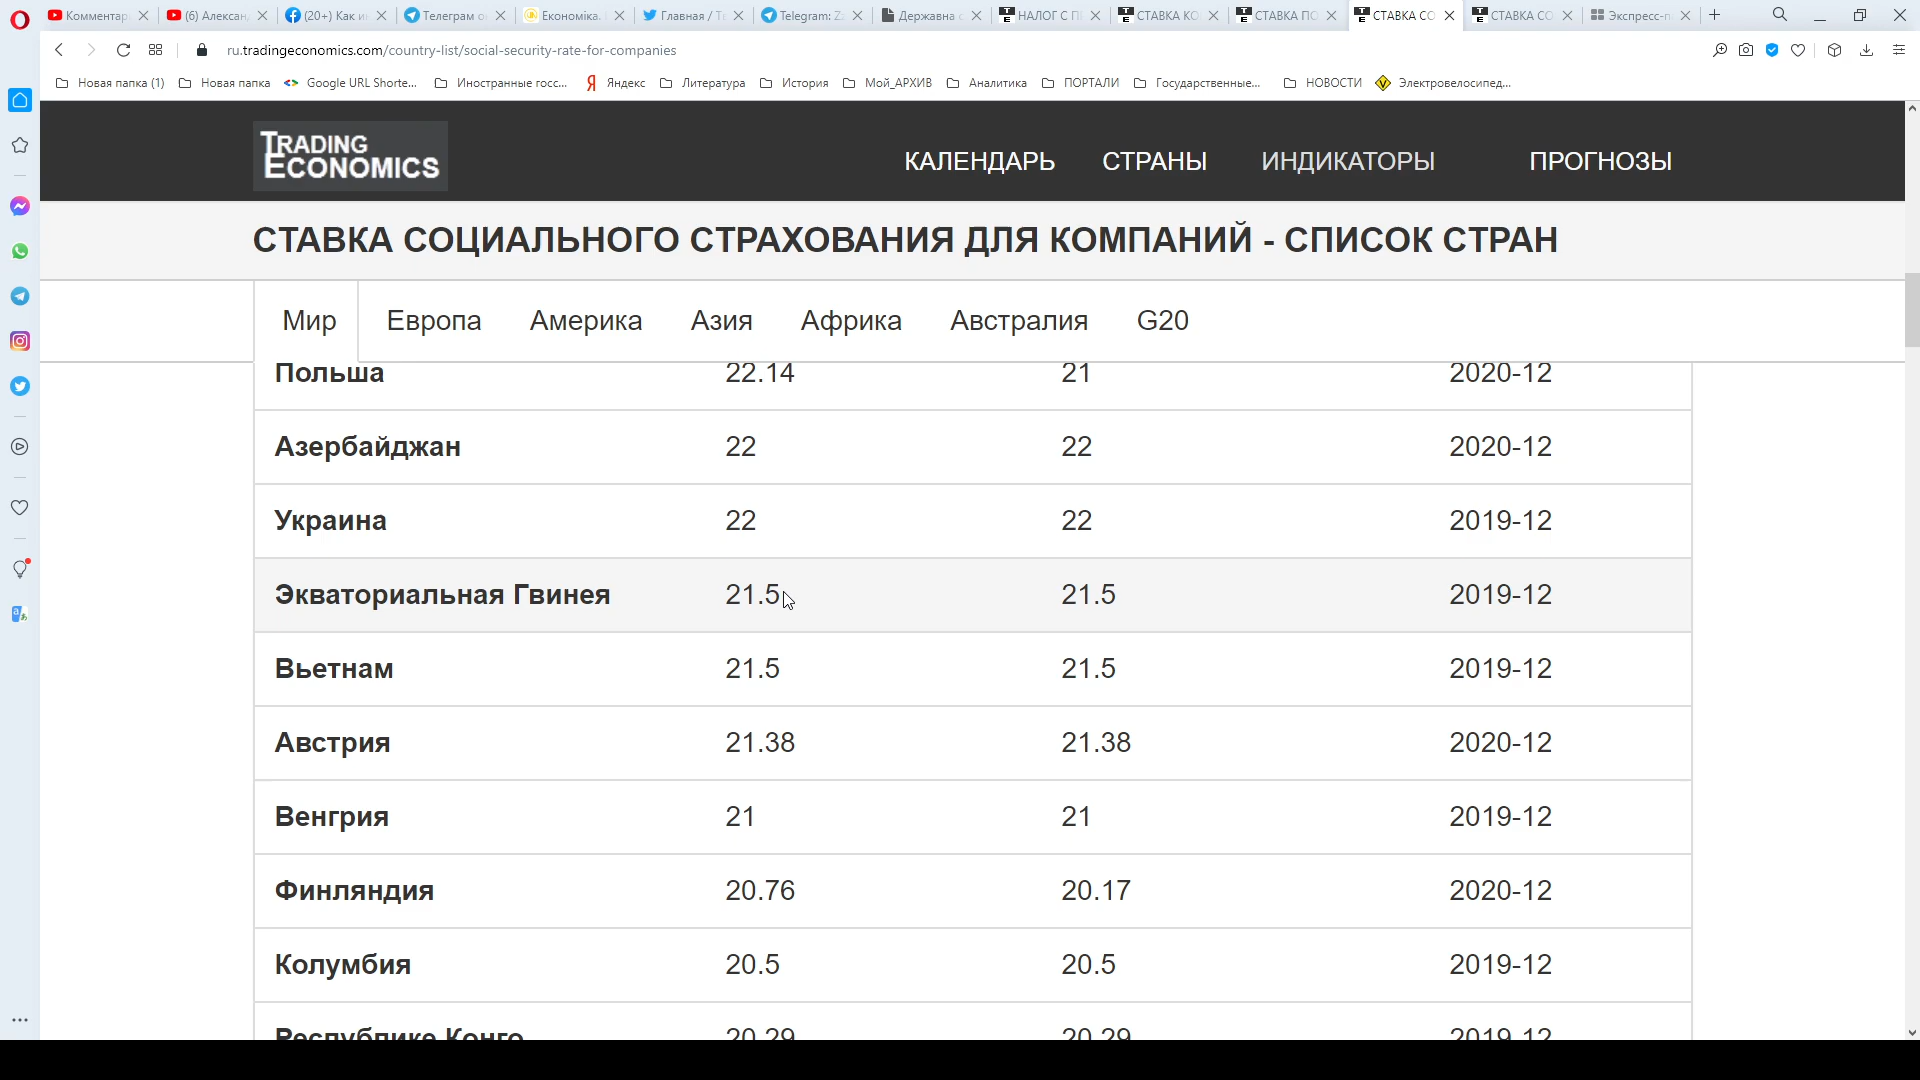 Комментар
(6) Алексан
(20+) Как и
Телеграм о
Економіка.
Главная / Т
Telegram: Z
Державна с
НАЛОГ С П
СТАВКА КО
СТАВКА ПО
СТАВКА СО
СТАВКА СО
Экспресс-п
ru.tradingeconomics.com/country-list/social-security-rate-for-companies
Новая папка (1)
Новая папка
Google URL Shorte...
Иностранные госс...
Яндекс
Литература
История
Мой_АРХИВ
Аналитика
ПОРТАЛИ
Государственные...
НОВОСТИ
Электровелосипед...
TRADING
ECONOMICS
КАЛЕНДАРЬ СТРАНЫ ИНДИКАТОРЫ ПРОГНОЗЫ
СТАВКА СОЦИАЛЬНОГО СТРАХОВАНИЯ ДЛЯ КОМПАНИЙ - СПИСОК СТРАН
Мир Европа Америка Азия Африка Австралия G20
Польша 22.14 21 2020-12
Азербайджан 22 22 2020-12
Украина 22 22 2019-12
Экваториальная Гвинея 21.5 21.5 2019-12
Вьетнам 21.5 21.5 2019-12
Австрия 21.38 21.38 2020-12
Венгрия 21 21 2019-12
Финляндия 20.76 20.17 2020-12
Колумбия 20.5 20.5 2019-12
Республике Конго 20.29 20.29 2019-12